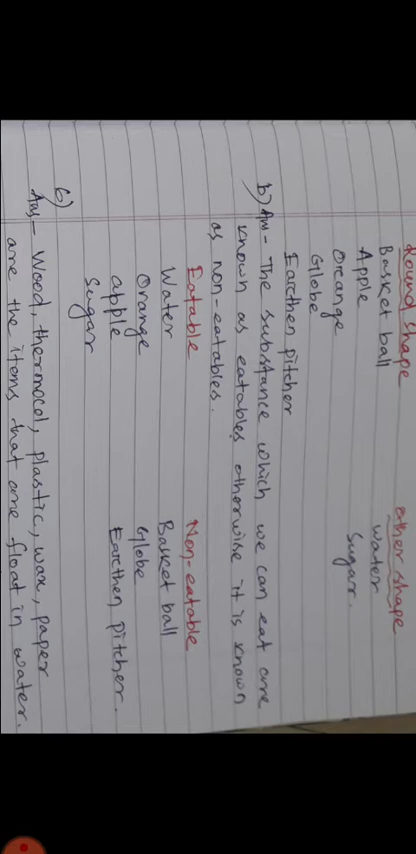 Round shape other shape
Basket ball water
Apple Sugar.
Orange
Globe
Earthen pitcher
b) Ans - The substance which we can eat are
known as eatables otherwise it is known
as non-eatables.
Eatable Non-eatable
Water Basket ball
Orange Globe
apple Earthen pitcher.
Sugar
6)
Ans - Wood, thermocol, plastic, wax, paper
are the items that are float in water.